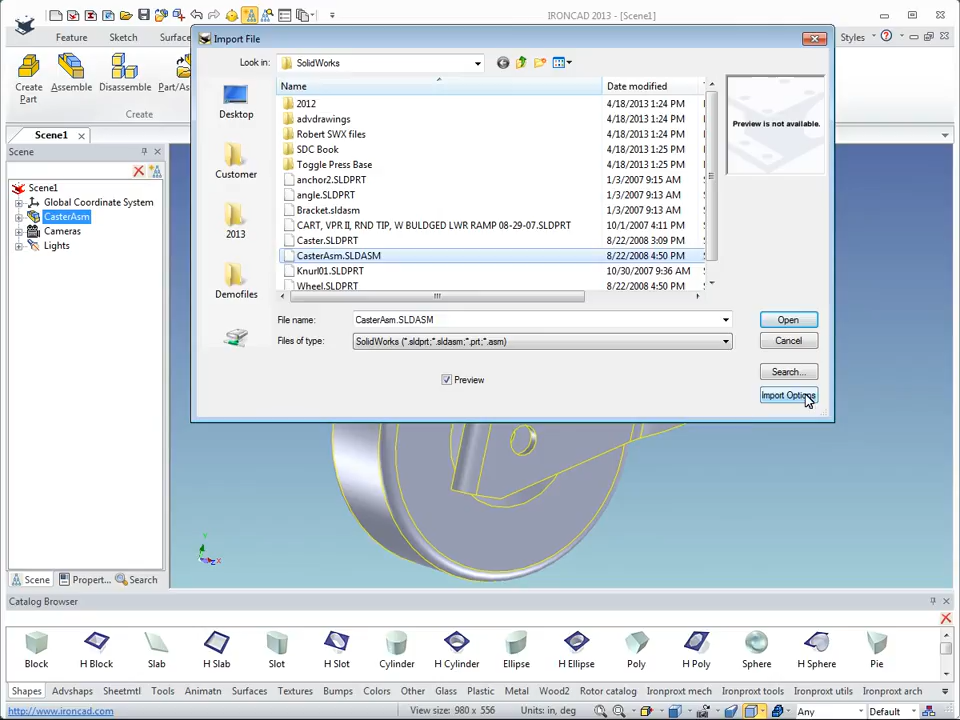 IRONCAD 2013 - [Scene1]
Feature Sketch Surfac Styles
Create Part
Assemble
Disassemble
Part/As
Create
Scene1
Scene
Scene1
Global Coordinate System
CasterAsm
Cameras
Lights
Import File
Look in: SolidWorks
Name Date modified
2012 4/18/2013 1:24 PM
advdrawings 4/18/2013 1:24 PM
Robert SWX files 4/18/2013 1:24 PM
SDC Book 4/18/2013 1:25 PM
Toggle Press Base 4/18/2013 1:25 PM
anchor2.SLDPRT 1/3/2007 9:15 AM
angle.SLDPRT 1/3/2007 9:13 AM
Bracket.sldasm 1/3/2007 9:13 AM
CART, VPR II, RND TIP, W BULDGED LWR RAMP 08-29-07.SLDPRT 10/1/2007 4:11 PM
Caster.SLDPRT 8/22/2008 3:09 PM
CasterAsm.SLDASM 8/22/2008 4:50 PM
Knurl01.SLDPRT 10/30/2007 9:36 AM
Wheel.SLDPRT 8/22/2008 4:50 PM
Desktop
Customer
2013
Demofiles
Preview is not available.
File name: CasterAsm.SLDASM
Open
Files of type: SolidWorks (*.sldprt;*.sldasm;*.prt;*.asm)
Cancel
Search...
Preview
Import Options
Scene Propert... Search
Catalog Browser
Block H Block Slab H Slab Slot H Slot Cylinder H Cylinder Ellipse H Ellipse Poly H Poly Sphere H Sphere Pie
Shapes Advshaps Sheetmtl Tools Animatn Surfaces Textures Bumps Colors Other Glass Plastic Metal Wood2 Rotor catalog Ironprt mech Ironprt tools Ironprt utils Ironprt arch
http://www.ironcad.com View size: 980 x 556 Units: in, deg Any Default